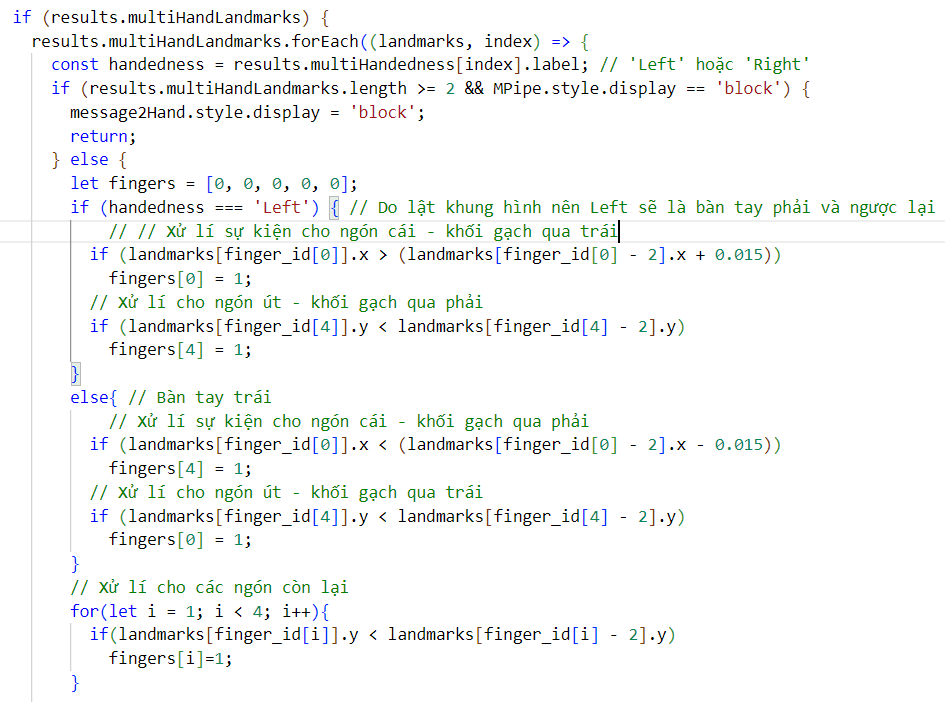 if (results.multiHandLandmarks) {
results.multiHandLandmarks.forEach((landmarks, index) => {
const handedness = results.multiHandedness[index].label; // 'Left' hoặc 'Right'
if (results.multiHandLandmarks.length >= 2 && MPipe.style.display == 'block') {
message2Hand.style.display = 'block';
return;
} else {
let fingers = [0, 0, 0, 0, 0];
if (handedness === 'Left') { // Do lật khung hình nên Left sẽ là bàn tay phải và ngược lại
// // Xử lí sự kiện cho ngón cái - khối gạch qua trái
if (landmarks[finger_id[0]].x > (landmarks[finger_id[0] - 2].x + 0.015))
fingers[0] = 1;
// Xử lí cho ngón út - khối gạch qua phải
if (landmarks[finger_id[4]].y < landmarks[finger_id[4] - 2].y)
fingers[4] = 1;
}
else{ // Bàn tay trái
// Xử lí sự kiện cho ngón cái - khối gạch qua phải
if (landmarks[finger_id[0]].x < (landmarks[finger_id[0] - 2].x - 0.015))
fingers[4] = 1;
// Xử lí cho ngón út - khối gạch qua trái
if (landmarks[finger_id[4]].y < landmarks[finger_id[4] - 2].y)
fingers[0] = 1;
}
// Xử lí cho các ngón còn lại
for(let i = 1; i < 4; i++){
if(landmarks[finger_id[i]].y < landmarks[finger_id[i] - 2].y)
fingers[i]=1;
}